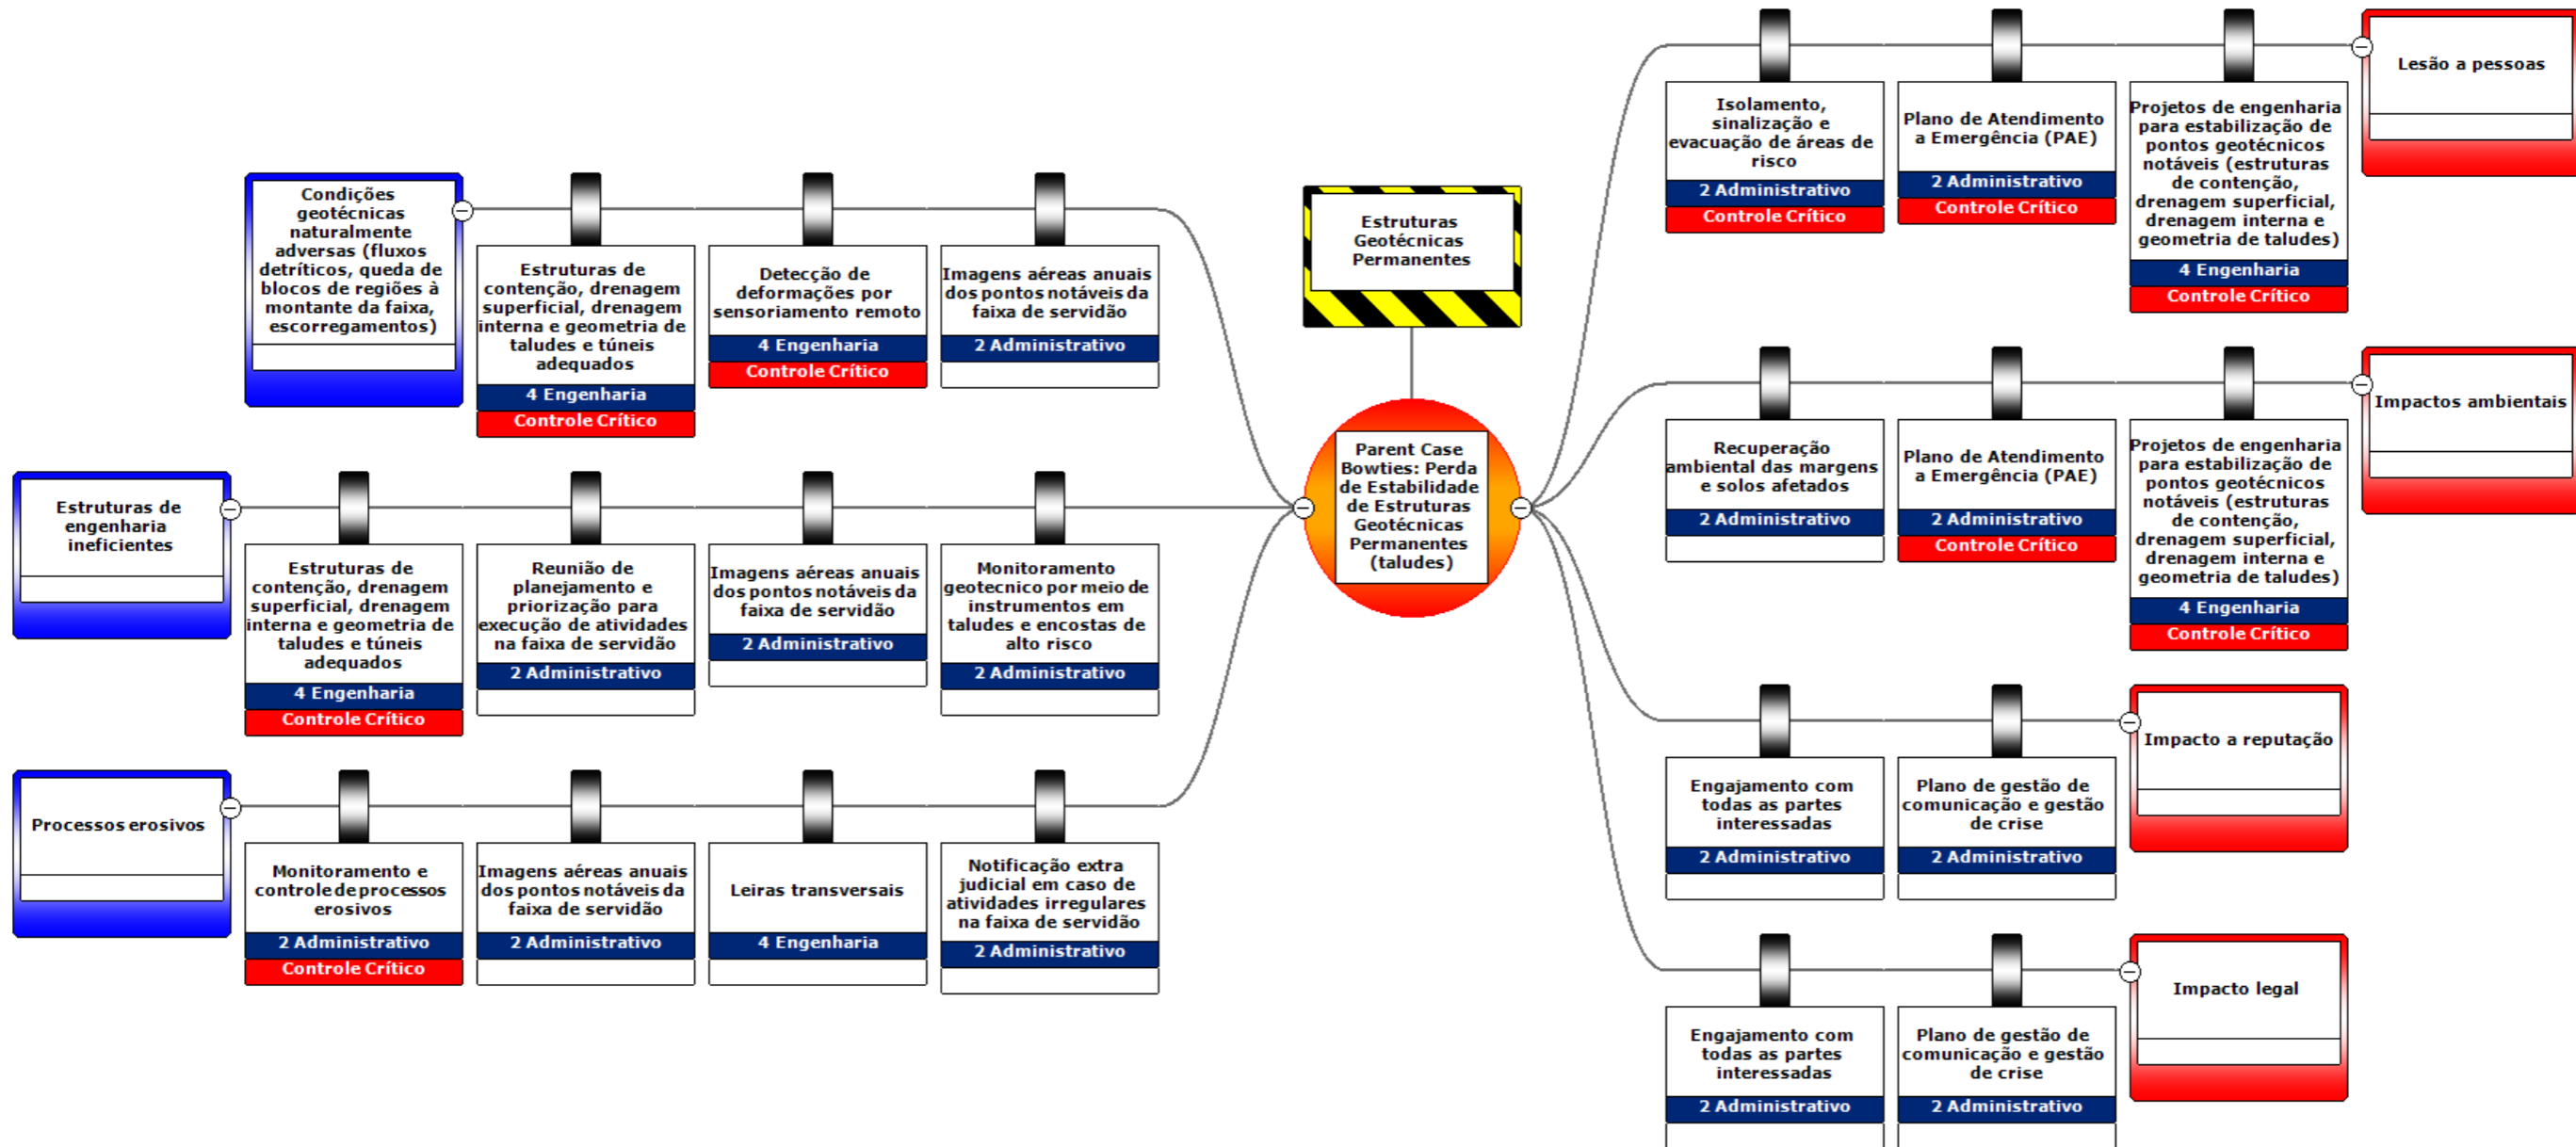 Condições
geotécnicas
naturalmente
adversas (fluxos
detríticos, queda de
blocos de regiões à
montante da faixa,
escorregamentos)
Estruturas de
contenção, drenagem
superficial, drenagem
interna e geometria de
taludes e túneis
adequados
4 Engenharia
Controle Crítico
Detecção de
deformações por
sensoriamento remoto
4 Engenharia
Controle Crítico
Imagens aéreas anuais
dos pontos notáveis da
faixa de servidão
2 Administrativo
Estruturas de
engenharia
ineficientes
Estruturas de
contenção, drenagem
superficial, drenagem
interna e geometria de
taludes e túneis
adequados
4 Engenharia
Controle Crítico
Reunião de
planejamento e
priorização para
execução de atividades
na faixa de servidão
2 Administrativo
Imagens aéreas anuais
dos pontos notáveis da
faixa de servidão
2 Administrativo
Monitoramento
geotecnico por meio de
instrumentos em
taludes e encostas de
alto risco
2 Administrativo
Processos erosivos
Monitoramento e
controle de processos
erosivos
2 Administrativo
Controle Crítico
Imagens aéreas anuais
dos pontos notáveis da
faixa de servidão
2 Administrativo
Leiras transversais
4 Engenharia
Notificação extra
judicial em caso de
atividades irregulares
na faixa de servidão
2 Administrativo
Estruturas
Geotécnicas
Permanentes
Parent Case
Bowties: Perda
de Estabilidade
de Estruturas
Geotécnicas
Permanentes
(taludes)
Isolamento,
sinalização e
evacuação de áreas de
risco
2 Administrativo
Controle Crítico
Plano de Atendimento
a Emergência (PAE)
2 Administrativo
Controle Crítico
Projetos de engenharia
para estabilização de
pontos geotécnicos
notáveis (estruturas
de contenção,
drenagem superficial,
drenagem interna e
geometria de taludes)
4 Engenharia
Controle Crítico
Lesão a pessoas
Recuperação
ambiental das margens
e solos afetados
2 Administrativo
Plano de Atendimento
a Emergência (PAE)
2 Administrativo
Controle Crítico
Projetos de engenharia
para estabilização de
pontos geotécnicos
notáveis (estruturas
de contenção,
drenagem superficial,
drenagem interna e
geometria de taludes)
4 Engenharia
Controle Crítico
Impactos ambientais
Engajamento com
todas as partes
interessadas
2 Administrativo
Plano de gestão de
comunicação e gestão
de crise
2 Administrativo
Impacto a reputação
Engajamento com
todas as partes
interessadas
2 Administrativo
Plano de gestão de
comunicação e gestão
de crise
2 Administrativo
Impacto legal